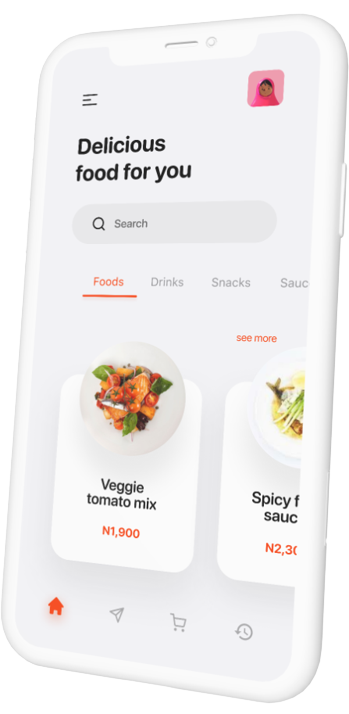 Delicious
food for you
Search
Foods Drinks Snacks Sauc
see more
Veggie
tomato mix
N1,900
Spicy f
sauc
N2,30